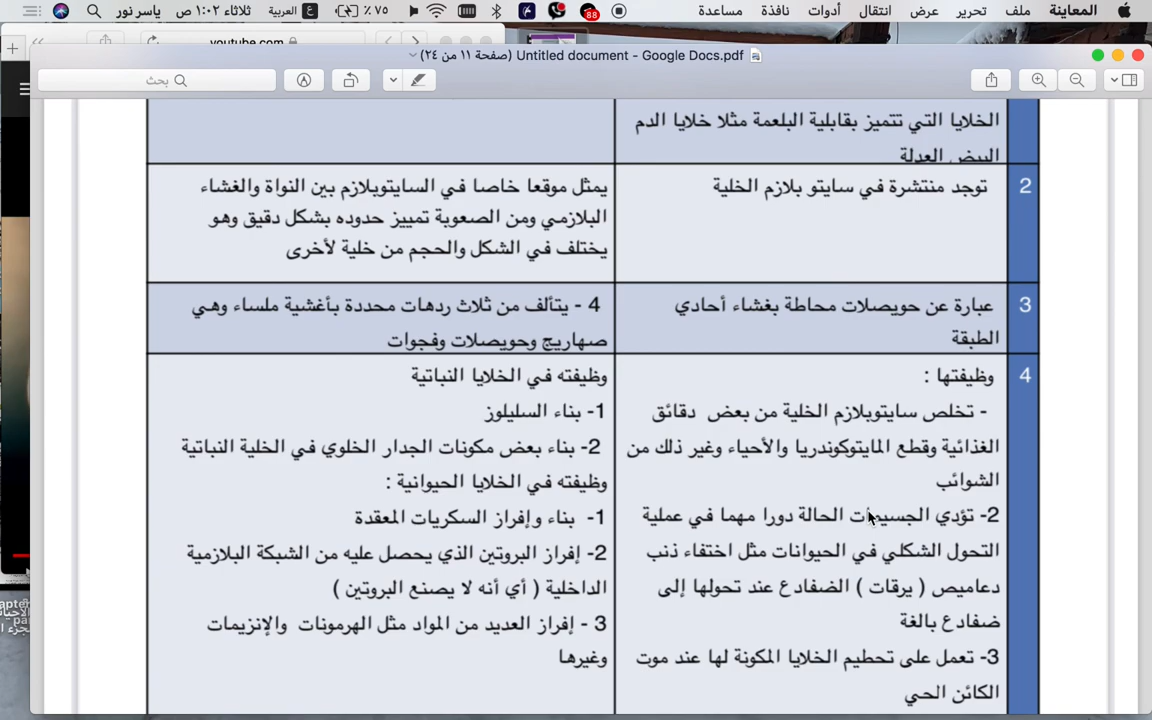 المعاينة ملف تحرير عرض انتقال أدوات نافذة مساعدة
88 ٧٥ ٪ ع العربية ثلاثاء ١:٠٢ ص ياسر نور
youtube.com
Untitled document - Google Docs.pdf (صفحة ١١ من ٢٤)
بحث
الخلايا التي تتميز بقابلية البلعمة مثلا خلايا الدم
البيض العدلة
2
توجد منتشرة في سايتو بلازم الخلية
يمثل موقعا خاصا في السايتوبلازم بين النواة والغشاء
البلازمي ومن الصعوبة تمييز حدوده بشكل دقيق وهو
يختلف في الشكل والحجم من خلية لأخرى
3
عبارة عن حويصلات محاطة بغشاء أحادي
الطبقة
4 - يتألف من ثلاث ردهات محددة بأغشية ملساء وهي
صهاريج وحويصلات وفجوات
4
وظيفتها :
- تخلص سايتوبلازم الخلية من بعض دقائق
الغذائية وقطع المايتوكوندريا والأحياء وغير ذلك من
الشوائب
2- تؤدي الجسيمات الحالة دورا مهما في عملية
التحول الشكلي في الحيوانات مثل اختفاء ذنب
دعاميص ( يرقات ) الضفادع عند تحولها إلى
ضفادع بالغة
3- تعمل على تحطيم الخلايا المكونة لها عند موت
الكائن الحي
وظيفته في الخلايا النباتية
1- بناء السليلوز
2- بناء بعض مكونات الجدار الخلوي في الخلية النباتية
وظيفته في الخلايا الحيوانية :
1- بناء وإفراز السكريات المعقدة
2- إفراز البروتين الذي يحصل عليه من الشبكة البلازمية
الداخلية ( أي أنه لا يصنع البروتين )
3 - إفراز العديد من المواد مثل الهرمونات والإنزيمات
وغيرها